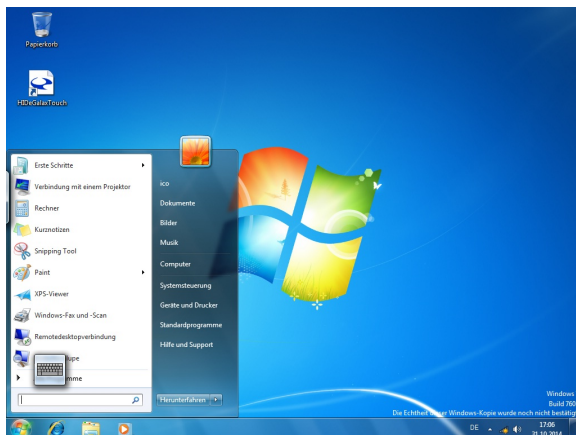 Papierkorb
HIDeGalaxTouch
Erste Schritte
Verbindung mit einem Projektor
Rechner
Kurznotizen
Snipping Tool
Paint
XPS-Viewer
Windows-Fax und -Scan
Remotedesktopverbindung
ico
Dokumente
Bilder
Musik
Computer
Systemsteuerung
Geräte und Drucker
Standardprogramme
Hilfe und Support
Herunterfahren
Windows
Build 760
Die Echtheit dieser Windows-Kopie wurde noch nicht bestätig
DE
17:06
21.10.2014